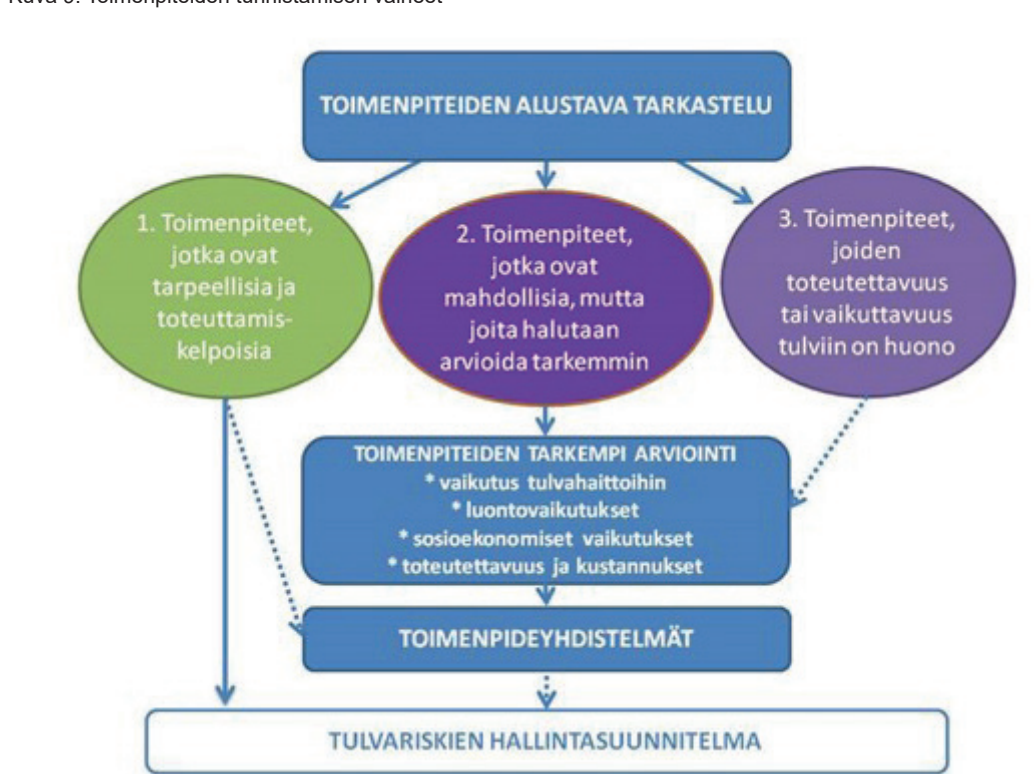 TOIMENPITEIDEN ALUSTAVA TARKASTELU
1. Toimenpiteet,
jotka ovat
tarpeellisia ja
toteuttamis-
kelpoisia
2. Toimenpiteet,
jotka ovat
mahdollisia, mutta
joita halutaan
arvioida tarkemmin
3. Toimenpiteet,
joiden
toteutettavuus
tai vaikuttavuus
tulviin on huono
TOIMENPITEIDEN TARKEMPI ARVIOINTI
* vaikutus tulvahaittoihin
* luontovaikutukset
* sosioekonomiset vaikutukset
* toteutettavuus ja kustannukset
TOIMENPIDEYHDISTELMÄT
TULVARISKIEN HALLINTASUUNNITELMA